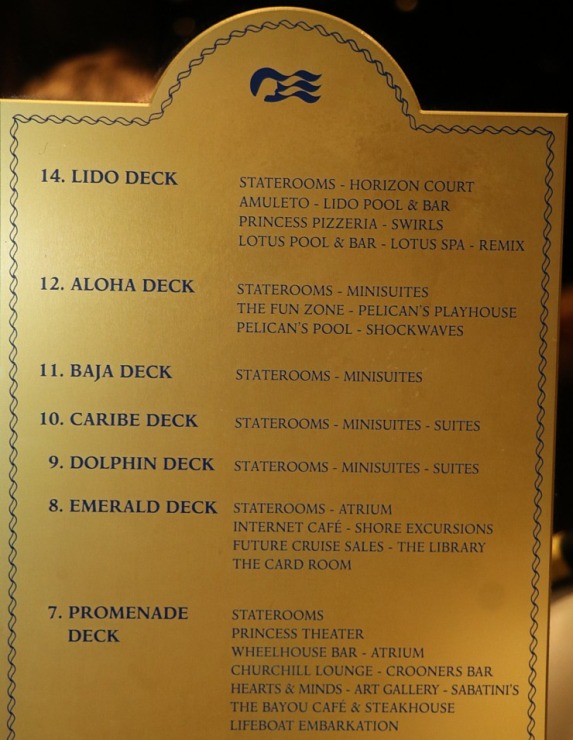 14. LIDO DECK
STATEROOMS - HORIZON COURT
AMULETO - LIDO POOL & BAR
PRINCESS PIZZERIA - SWIRLS
LOTUS POOL & BAR - LOTUS SPA - REMIX
12. ALOHA DECK
STATEROOMS - MINISUITES
THE FUN ZONE - PELICAN'S PLAYHOUSE
PELICAN'S POOL - SHOCKWAVES
11. BAJA DECK
STATEROOMS - MINISUITES
10. CARIBE DECK
STATEROOMS - MINISUITES - SUITES
9. DOLPHIN DECK
STATEROOMS - MINISUITES - SUITES
8. EMERALD DECK
STATEROOMS - ATRIUM
INTERNET CAFÉ - SHORE EXCURSIONS
FUTURE CRUISE SALES - THE LIBRARY
THE CARD ROOM
7. PROMENADE
DECK
STATEROOMS
PRINCESS THEATER
WHEELHOUSE BAR - ATRIUM
CHURCHILL LOUNGE - CROONERS BAR
HEARTS & MINDS - ART GALLERY - SABATINI'S
THE BAYOU CAFÉ & STEAKHOUSE
LIFEBOAT EMBARKATION